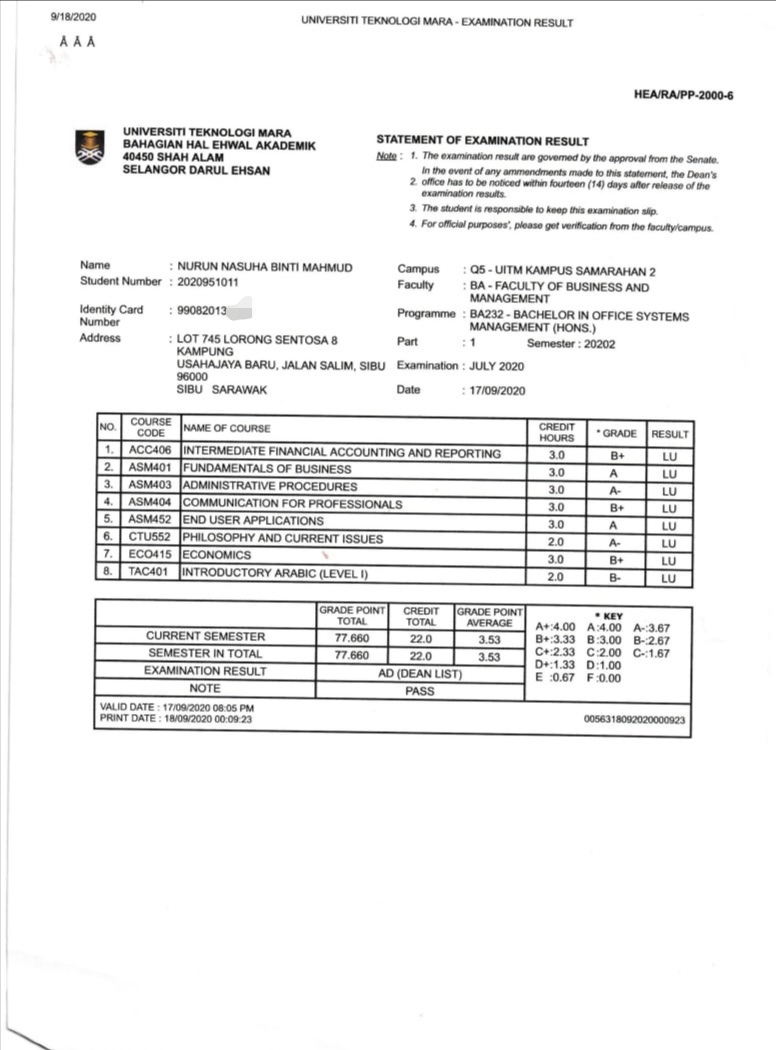 9/18/2020
UNIVERSITI TEKNOLOGI MARA - EXAMINATION RESULT
Å Å Å
HEA/RA/PP-2000-6
UNIVERSITI TEKNOLOGI MARA
BAHAGIAN HAL EHWAL AKADEMIK
40450 SHAH ALAM
SELANGOR DARUL EHSAN
STATEMENT OF EXAMINATION RESULT
Note : 1. The examination result are governed by the approval from the Senate.
In the event of any ammendments made to this statement, the Dean's
2. office has to be noticed within fourteen (14) days after release of the
examination results.
3. The student is responsible to keep this examination slip.
4. For official purposes', please get verification from the faculty/campus.
Name : NURUN NASUHA BINTI MAHMUD
Student Number : 2020951011
Identity Card Number : 99082013
Address : LOT 745 LORONG SENTOSA 8
KAMPUNG
USAHAJAYA BARU, JALAN SALIM, SIBU
96000
SIBU SARAWAK
Campus : Q5 - UITM KAMPUS SAMARAHAN 2
Faculty : BA - FACULTY OF BUSINESS AND
MANAGEMENT
Programme : BA232 - BACHELOR IN OFFICE SYSTEMS
MANAGEMENT (HONS.)
Part : 1 Semester : 20202
Examination : JULY 2020
Date : 17/09/2020
NO. COURSE CODE NAME OF COURSE CREDIT HOURS * GRADE RESULT
1. ACC406 INTERMEDIATE FINANCIAL ACCOUNTING AND REPORTING 3.0 B+ LU
2. ASM401 FUNDAMENTALS OF BUSINESS 3.0 A LU
3. ASM403 ADMINISTRATIVE PROCEDURES 3.0 A- LU
4. ASM404 COMMUNICATION FOR PROFESSIONALS 3.0 B+ LU
5. ASM452 END USER APPLICATIONS 3.0 A LU
6. CTU552 PHILOSOPHY AND CURRENT ISSUES 2.0 A- LU
7. ECO415 ECONOMICS 3.0 B+ LU
8. TAC401 INTRODUCTORY ARABIC (LEVEL I) 2.0 B- LU
GRADE POINT TOTAL CREDIT TOTAL GRADE POINT AVERAGE
CURRENT SEMESTER 77.660 22.0 3.53
SEMESTER IN TOTAL 77.660 22.0 3.53
EXAMINATION RESULT AD (DEAN LIST)
NOTE PASS
* KEY
A+:4.00 A:4.00 A-:3.67
B+:3.33 B:3.00 B-:2.67
C+:2.33 C:2.00 C-:1.67
D+:1.33 D:1.00
E :0.67 F:0.00
VALID DATE : 17/09/2020 08:05 PM
PRINT DATE : 18/09/2020 00:09:23
0056318092020000923